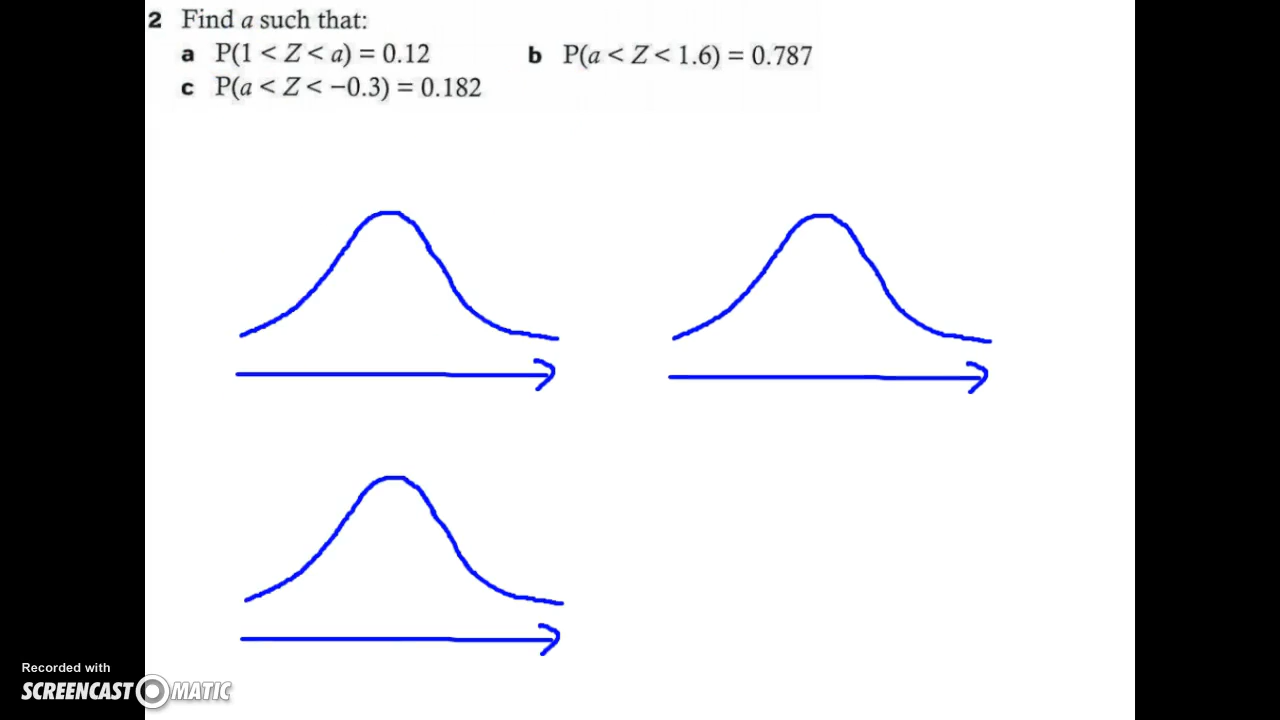 2 Find a such that:
a P(1 < Z < a) = 0.12 b P(a < Z < 1.6) = 0.787
c P(a < Z < −0.3) = 0.182
Recorded with
SCREENCAST MATIC